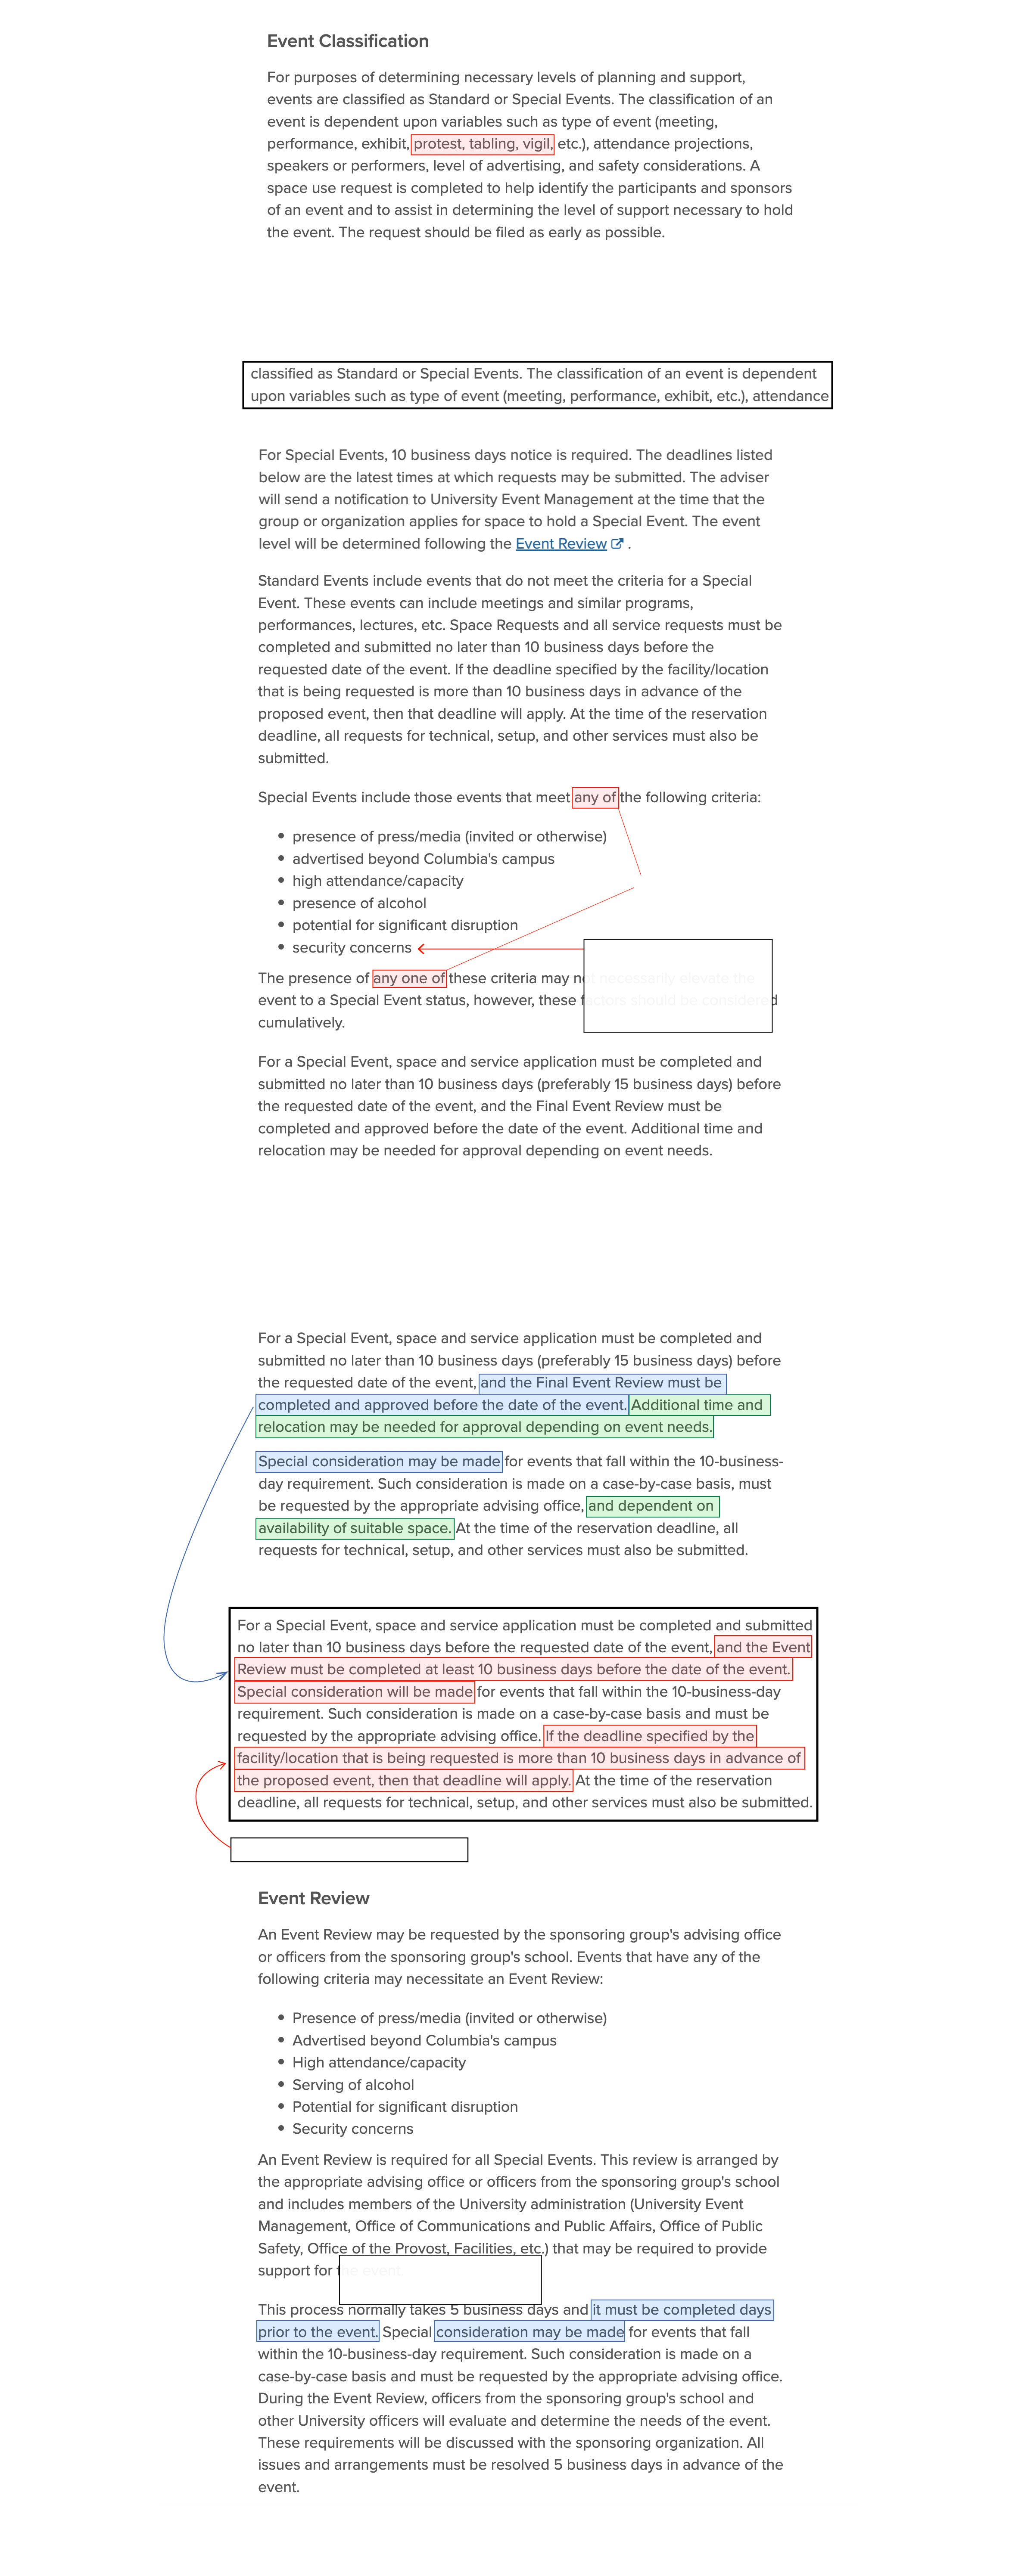 Event Classification
For purposes of determining necessary levels of planning and support,
events are classified as Standard or Special Events. The classification of an
event is dependent upon variables such as type of event (meeting,
performance, exhibit, protest, tabling, vigil, etc.), attendance projections,
speakers or performers, level of advertising, and safety considerations. A
space use request is completed to help identify the participants and sponsors
of an event and to assist in determining the level of support necessary to hold
the event. The request should be filed as early as possible.
classified as Standard or Special Events. The classification of an event is dependent
upon variables such as type of event (meeting, performance, exhibit, etc.), attendance
For Special Events, 10 business days notice is required. The deadlines listed
below are the latest times at which requests may be submitted. The adviser
will send a notification to University Event Management at the time that the
group or organization applies for space to hold a Special Event. The event
level will be determined following the Event Review .
Standard Events include events that do not meet the criteria for a Special
Event. These events can include meetings and similar programs,
performances, lectures, etc. Space Requests and all service requests must be
completed and submitted no later than 10 business days before the
requested date of the event. If the deadline specified by the facility/location
that is being requested is more than 10 business days in advance of the
proposed event, then that deadline will apply. At the time of the reservation
deadline, all requests for technical, setup, and other services must also be
submitted.
Special Events include those events that meet any of the following criteria:
• presence of press/media (invited or otherwise)
• advertised beyond Columbia's campus
• high attendance/capacity
• presence of alcohol
• potential for significant disruption
• security concerns
The presence of any one of these criteria may not necessarily elevate the
event to a Special Event status, however, these factors should be considered
cumulatively.
For a Special Event, space and service application must be completed and
submitted no later than 10 business days (preferably 15 business days) before
the requested date of the event, and the Final Event Review must be
completed and approved before the date of the event. Additional time and
relocation may be needed for approval depending on event needs.
For a Special Event, space and service application must be completed and
submitted no later than 10 business days (preferably 15 business days) before
the requested date of the event, and the Final Event Review must be
completed and approved before the date of the event. Additional time and
relocation may be needed for approval depending on event needs.
Special consideration may be made for events that fall within the 10-business-
day requirement. Such consideration is made on a case-by-case basis, must
be requested by the appropriate advising office, and dependent on
availability of suitable space. At the time of the reservation deadline, all
requests for technical, setup, and other services must also be submitted.
For a Special Event, space and service application must be completed and submitted
no later than 10 business days before the requested date of the event, and the Event
Review must be completed at least 10 business days before the date of the event.
Special consideration will be made for events that fall within the 10-business-day
requirement. Such consideration is made on a case-by-case basis and must be
requested by the appropriate advising office. If the deadline specified by the
facility/location that is being requested is more than 10 business days in advance of
the proposed event, then that deadline will apply. At the time of the reservation
deadline, all requests for technical, setup, and other services must also be submitted.
Event Review
An Event Review may be requested by the sponsoring group's advising office
or officers from the sponsoring group's school. Events that have any of the
following criteria may necessitate an Event Review:
• Presence of press/media (invited or otherwise)
• Advertised beyond Columbia's campus
• High attendance/capacity
• Serving of alcohol
• Potential for significant disruption
• Security concerns
An Event Review is required for all Special Events. This review is arranged by
the appropriate advising office or officers from the sponsoring group's school
and includes members of the University administration (University Event
Management, Office of Communications and Public Affairs, Office of Public
Safety, Office of the Provost, Facilities, etc.) that may be required to provide
support for the event.
This process normally takes 5 business days and it must be completed days
prior to the event. Special consideration may be made for events that fall
within the 10-business-day requirement. Such consideration is made on a
case-by-case basis and must be requested by the appropriate advising office.
During the Event Review, officers from the sponsoring group's school and
other University officers will evaluate and determine the needs of the event.
These requirements will be discussed with the sponsoring organization. All
issues and arrangements must be resolved 5 business days in advance of the
event.